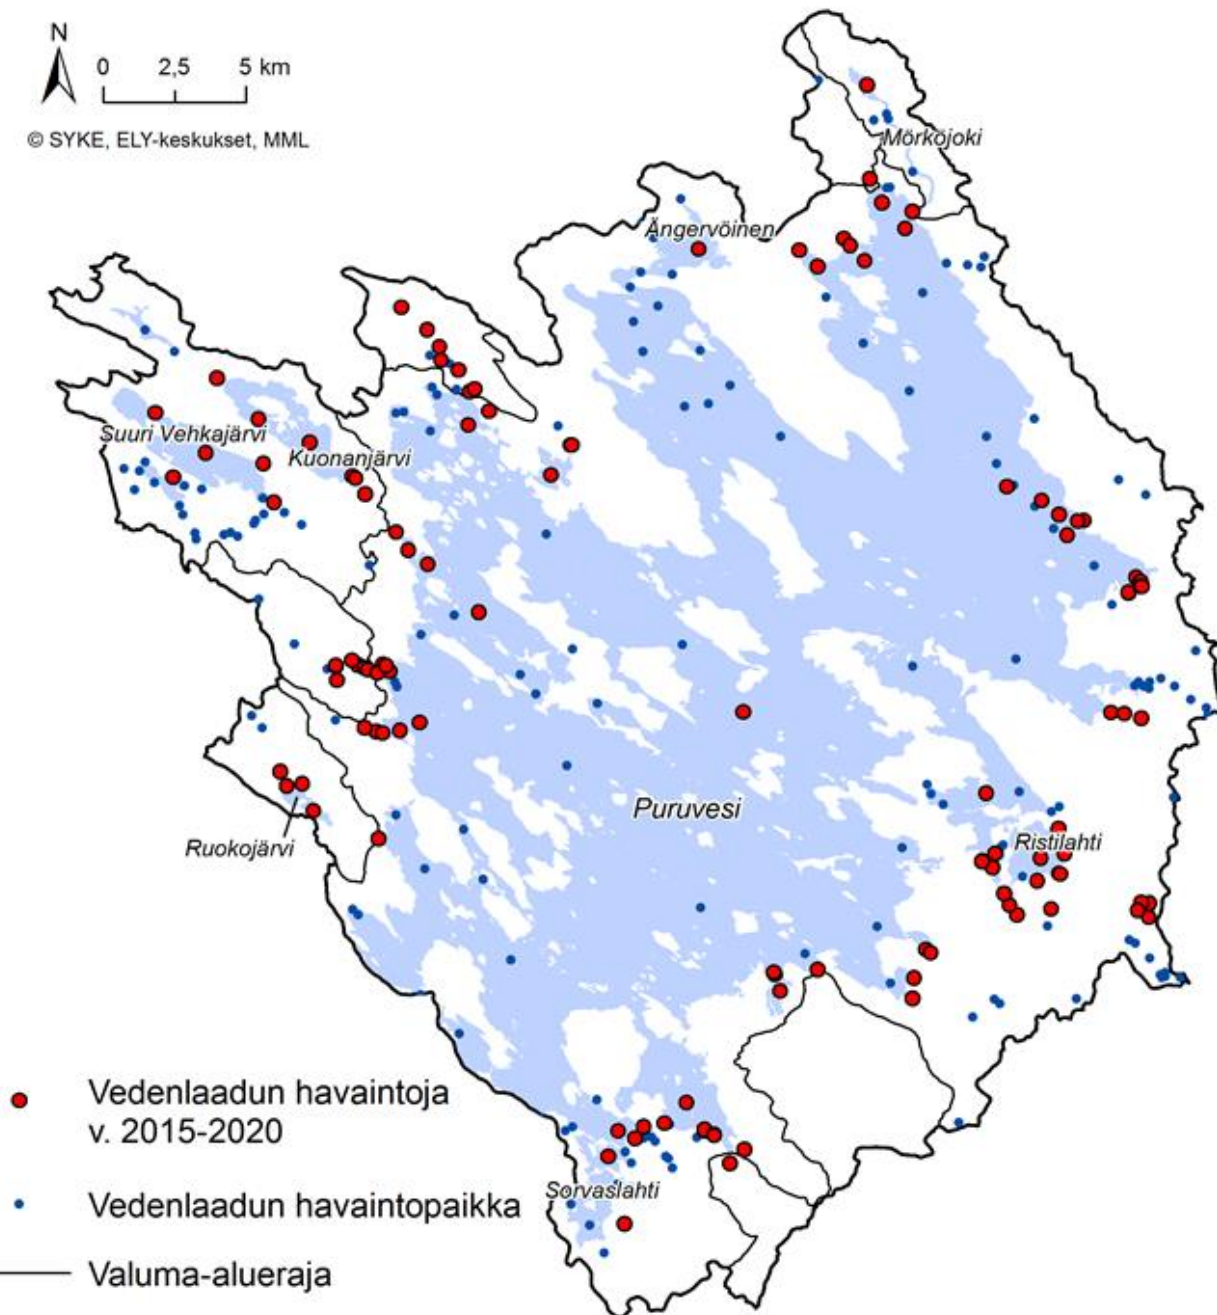 N
0 2,5 5 km
© SYKE, ELY-keskukset, MML
Mörköjoki
Ängervöinen
Suuri Vehkajärvi
Kuonanjärvi
Puruvesi
Ristilahti
Ruokojärvi
Sorvaslahti
Vedenlaadun havaintoja
v. 2015-2020
Vedenlaadun havaintopaikka
Valuma-alueraja